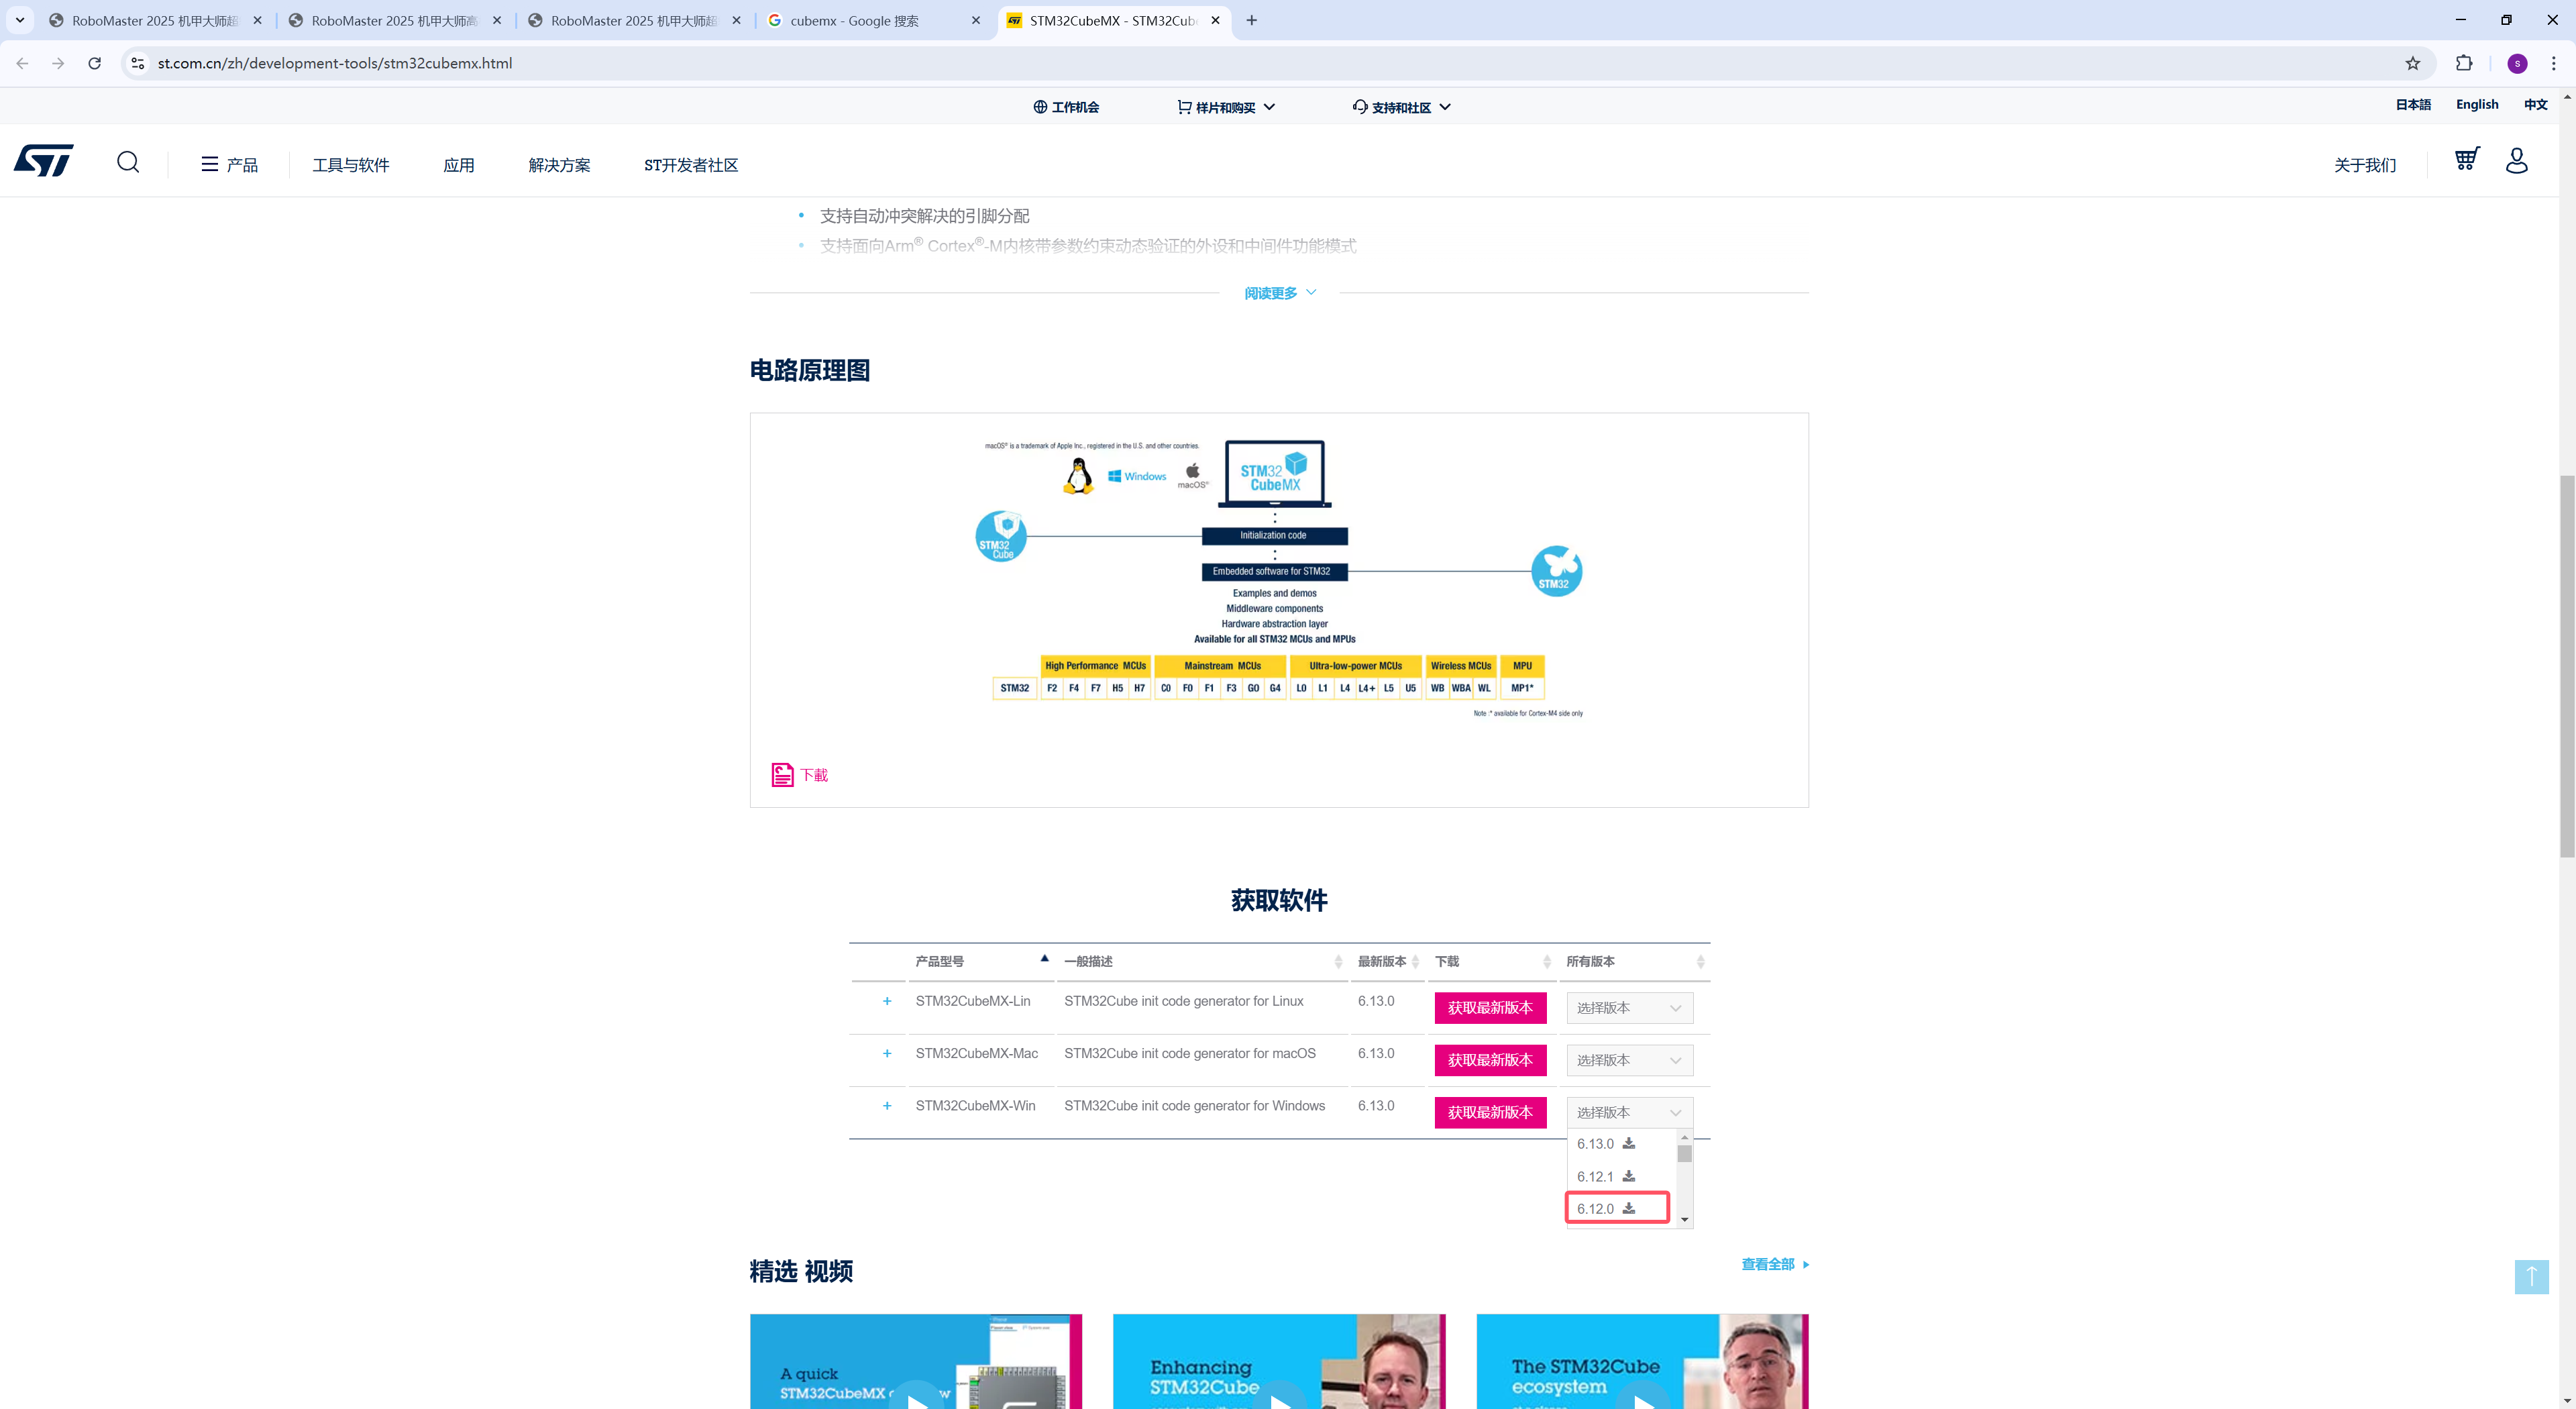 RoboMaster 2025 机甲大师超
RoboMaster 2025 机甲大师高
RoboMaster 2025 机甲大师超
cubemx - Google 搜索
STM32CubeMX - STM32Cub
st.com.cn/zh/development-tools/stm32cubemx.html
S
工作机会
样片和购买
支持和社区
日本語
English
中文
ST
产品
工具与软件
应用
解决方案
ST开发者社区
关于我们
支持自动冲突解决的引脚分配
支持面向Arm® Cortex®-M内核带参数约束动态验证的外设和中间件功能模式
阅读更多
电路原理图
macOS® is a trademark of Apple Inc., registered in the U.S. and other countries.
Windows
macOS®
STM32
CubeMX
STM32
Cube
Initialization code
Embedded software for STM32
STM32
Examples and demos
Middleware components
Hardware abstraction layer
Available for all STM32 MCUs and MPUs
High Performance MCUs Mainstream MCUs Ultra-low-power MCUs Wireless MCUs MPU
STM32 F2 F4 F7 H5 H7 C0 F0 F1 F3 G0 G4 L0 L1 L4 L4+ L5 U5 WB WBA WL MP1*
Note :* available for Cortex-M4 side only
下載
获取软件
产品型号 一般描述 最新版本 下载 所有版本
+ STM32CubeMX-Lin STM32Cube init code generator for Linux 6.13.0 获取最新版本 选择版本
+ STM32CubeMX-Mac STM32Cube init code generator for macOS 6.13.0 获取最新版本 选择版本
+ STM32CubeMX-Win STM32Cube init code generator for Windows 6.13.0 获取最新版本 选择版本
6.13.0
6.12.1
6.12.0
精选 视频
查看全部
A quick
STM32CubeMX
Enhancing
STM32Cube
The STM32Cube
ecosystem